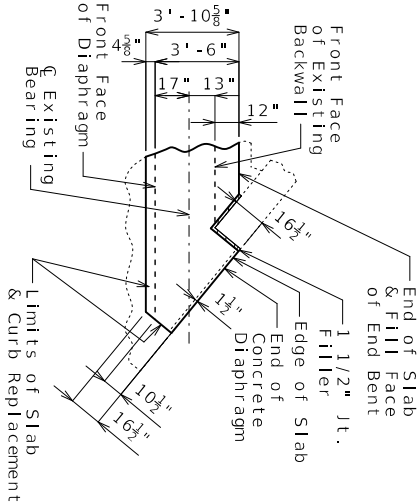 3'-10⅝"
4⅝"
3'-6"
17"
13"
12"
Front Face
of Diaphragm
℄ Existing
Bearing
Front Face
of Existing
Backwall
16½"
End of Slab
& Fill Face
of End Bent
1 1/2" Jt.
Filler
Edge of Slab
End of
Concrete
Diaphragm
1½"
10½"
16½"
Limits of Slab
& Curb Replacement